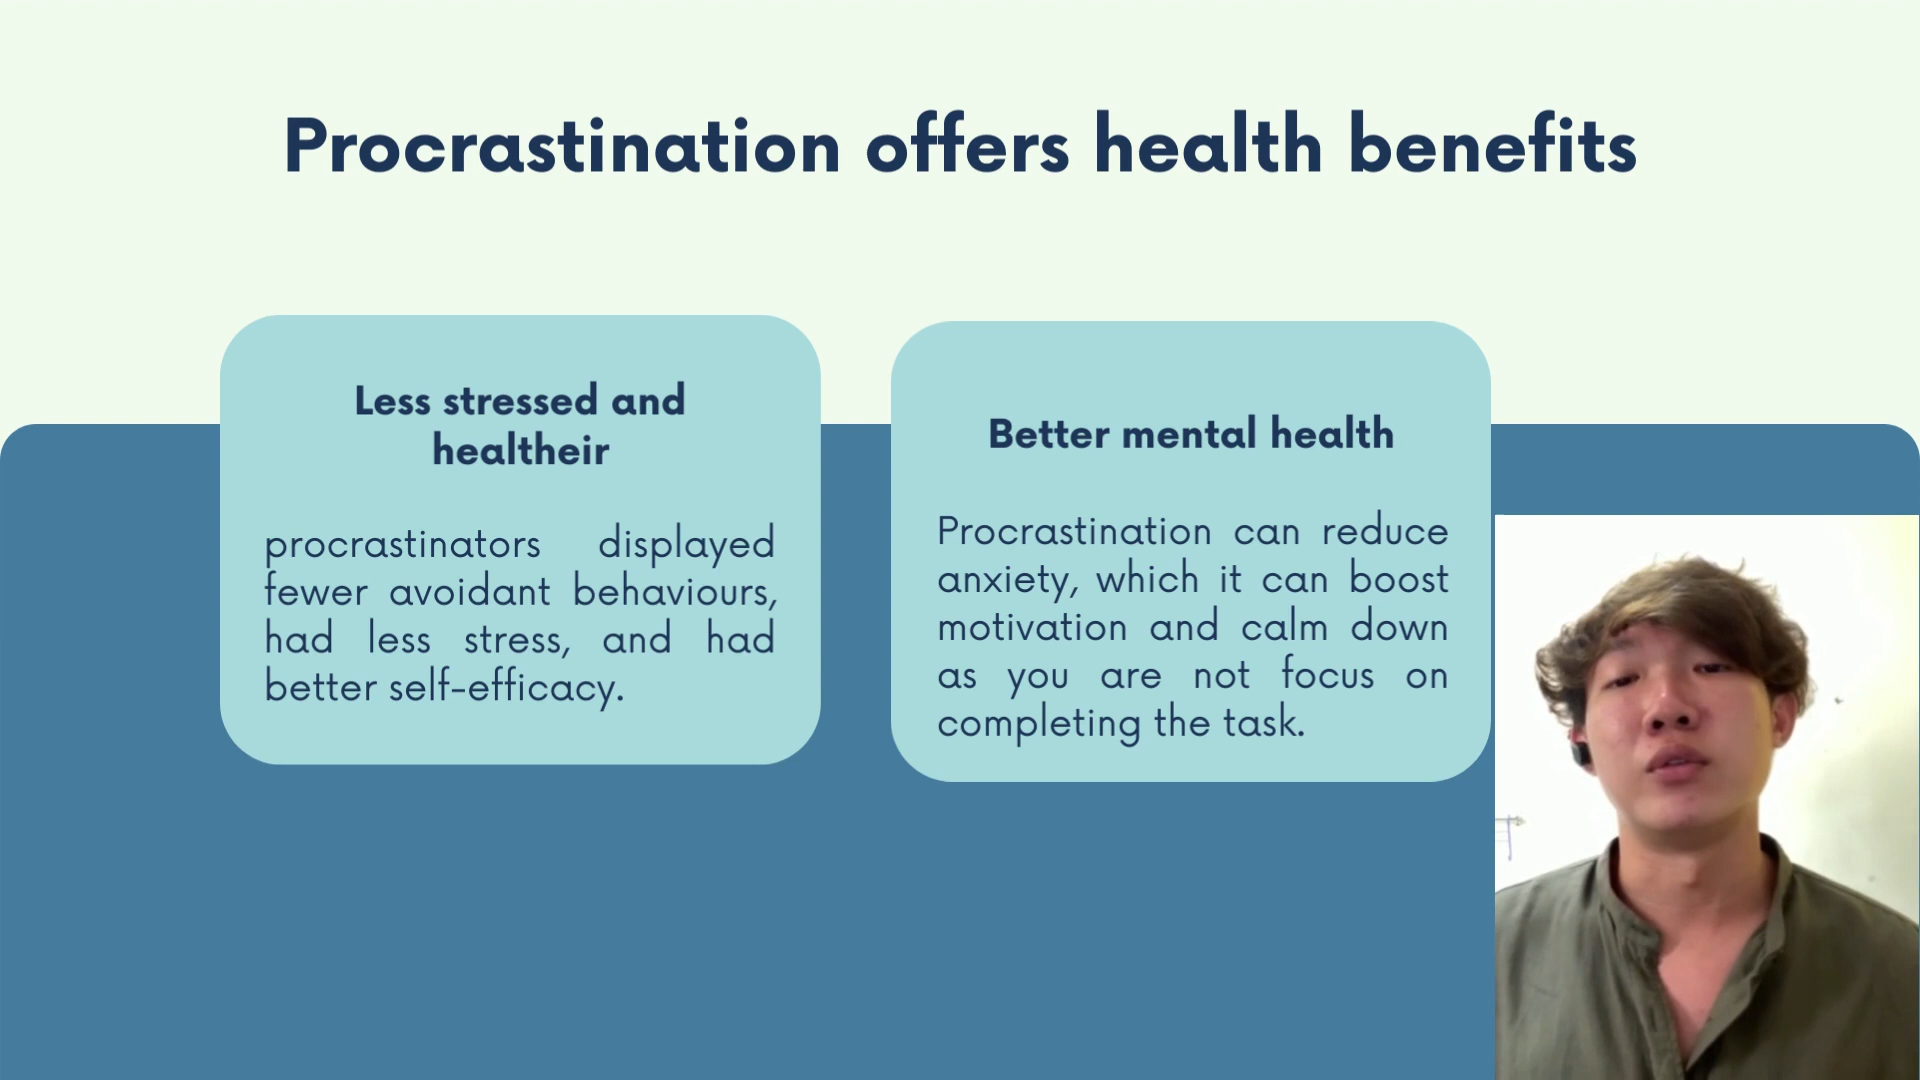 Procrastination offers health benefits
Less stressed and
healtheir
procrastinators displayed
fewer avoidant behaviours,
had less stress, and had
better self-efficacy.
Better mental health
Procrastination can reduce
anxiety, which it can boost
motivation and calm down
as you are not focus on
completing the task.